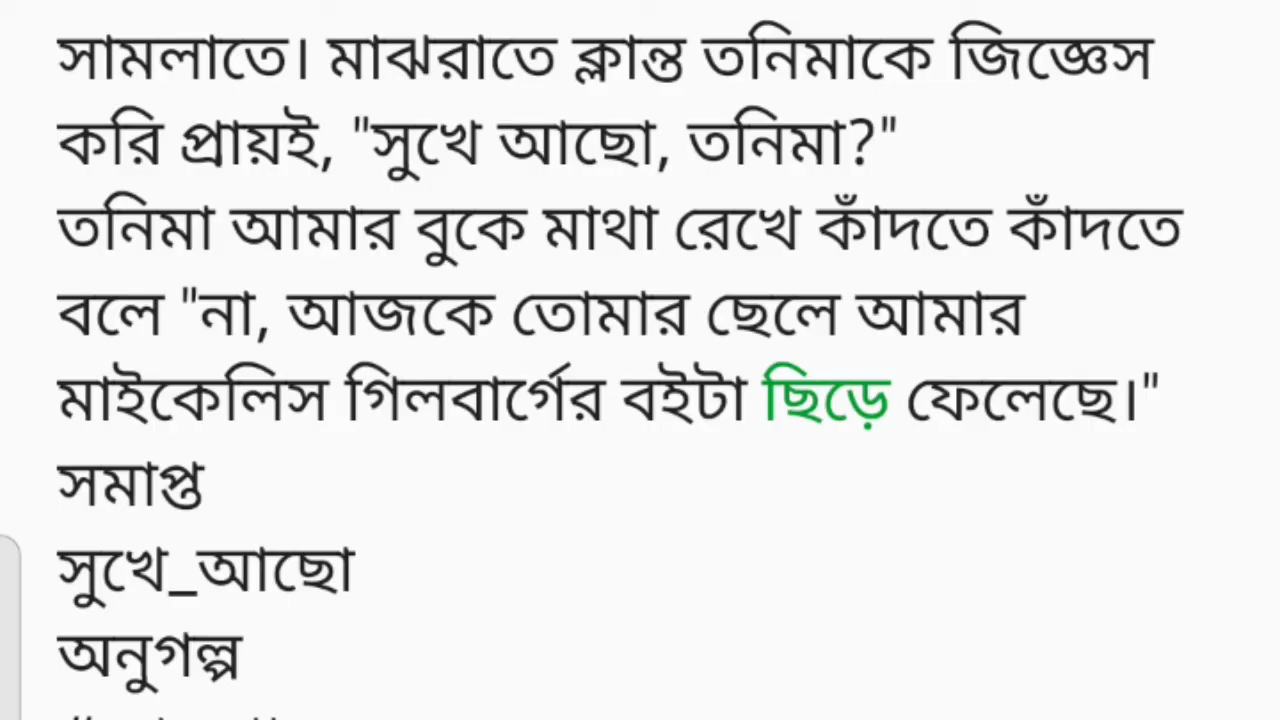 সামলাতে। মাঝরাতে ক্লান্ত তনিমাকে জিজ্ঞেস
করি প্রায়ই, "সুখে আছো, তনিমা?"
তনিমা আমার বুকে মাথা রেখে কাঁদতে কাঁদতে
বলে "না, আজকে তোমার ছেলে আমার
মাইকেলিস গিলবার্গের বইটা ছিড়ে ফেলেছে।"
সমাপ্ত
সুখে_আছো
অনুগল্প